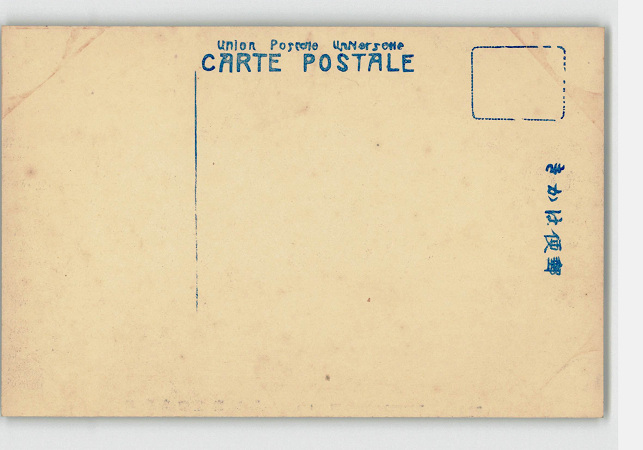 Union Postale Universelle
CARTE POSTALE
郵便はかき